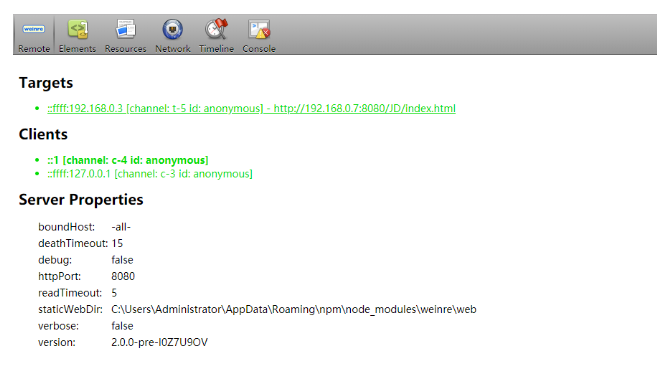 weinre
Remote Elements Resources Network Timeline Console
Targets
• ::ffff:192.168.0.3 [channel: t-5 id: anonymous] - http://192.168.0.7:8080/JD/index.html
Clients
• ::1 [channel: c-4 id: anonymous]
• ::ffff:127.0.0.1 [channel: c-3 id: anonymous]
Server Properties
boundHost: -all-
deathTimeout: 15
debug: false
httpPort: 8080
readTimeout: 5
staticWebDir: C:\Users\Administrator\AppData\Roaming\npm\node_modules\weinre\web
verbose: false
version: 2.0.0-pre-I0Z7U9OV